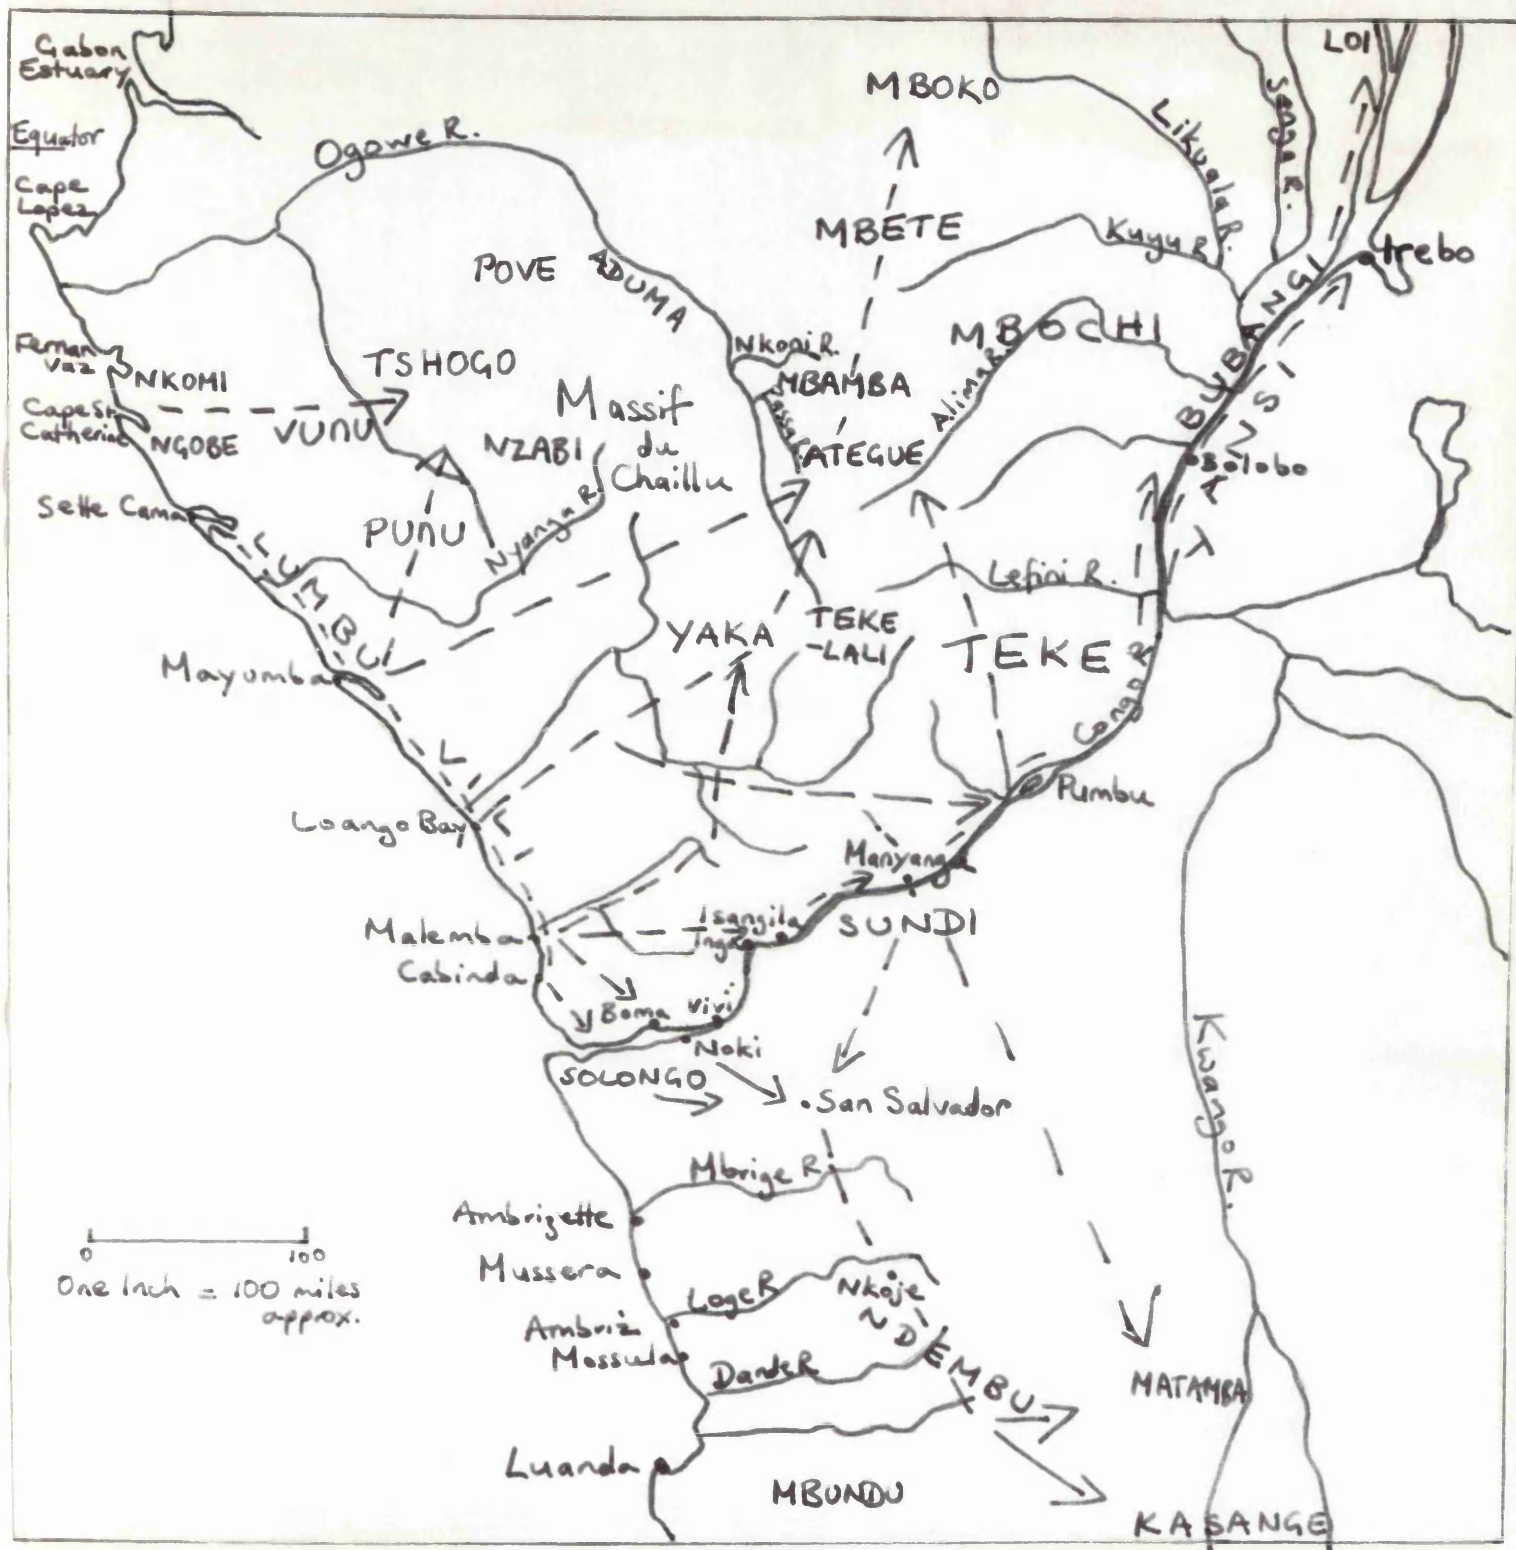 Gabon
Estuary
Equator
Cape
Lopez
Ogowe R.
MBOKO
Likuala R.
Senga R.
LOI
MBETE
Kuyu R.
Irebo
POVE
ADUMA
BUBANGI
MBOCHI
Nkoni R.
MBAMBA
Passa R.
Alima R.
Fernan
Vaz
NKOMI
TSHOGO
Massif
du
Chaillu
Cape St
Catherine
NGOBE
VUNU
NZABI
ATEGUE
Bolobo
Sette Cama
PUNU
Nyanga R
LUMBU
Lefini R.
YAKA
TEKE
-LALI
TEKE
Mayumba
Congo R
VILI
Loango Bay
Pumbu
Manyanga
Malemba
Isangila
Inga
SUNDI
Cabinda
Boma
Vivi
Noki
SOLONGO
San Salvador
Kwango R.
Mbrige R
Ambrizette
0 100
One Inch = 100 miles
approx.
Mussera
Loge R
Nkoje
Ambriz
Mossula
NDEMBU
Dande R
MATAMBA
Luanda
MBUNDU
KASANGE